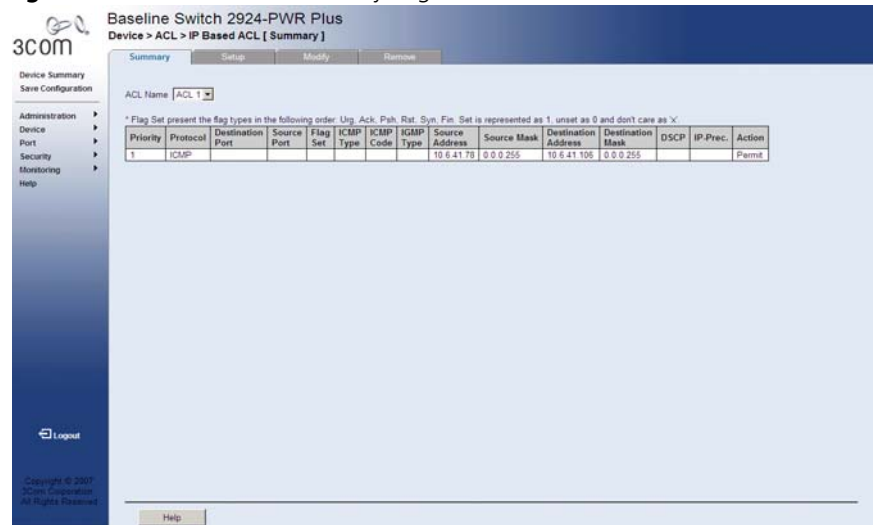 3COM
Baseline Switch 2924-PWR Plus
Device > ACL > IP Based ACL [ Summary ]
Summary Setup Modify Remove
Device Summary
Save Configuration
Administration
Device
Port
Security
Monitoring
Help
ACL Name ACL 1
* Flag Set present the flag types in the following order: Urg, Ack, Psh, Rst, Syn, Fin. Set is represented as 1, unset as 0 and don't care as 'x'.
Priority Protocol Destination Port Source Port Flag Set ICMP Type ICMP Code IGMP Type Source Address Source Mask Destination Address Destination Mask DSCP IP-Prec. Action
1 ICMP 10.6.41.78 0.0.0.255 10.6.41.106 0.0.0.255 Permit
Logout
Copyright © 2007
3Com Corporation
All Rights Reserved
Help